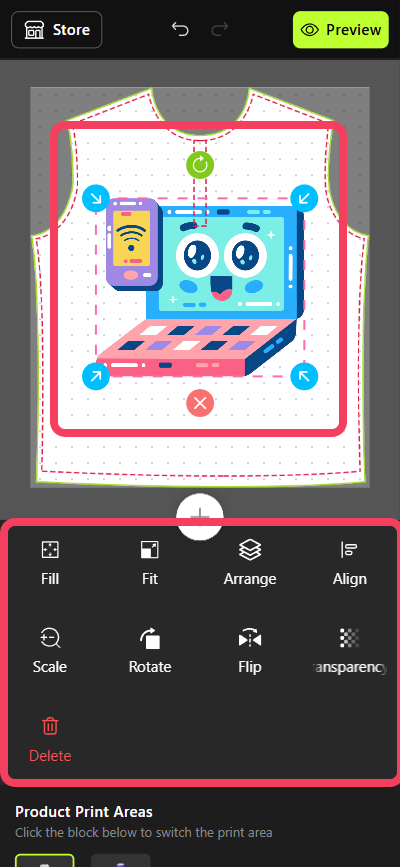 Store
Preview
Fill
Fit
Arrange
Align
Scale
Rotate
Flip
ansparency
Delete
Product Print Areas
Click the block below to switch the print area